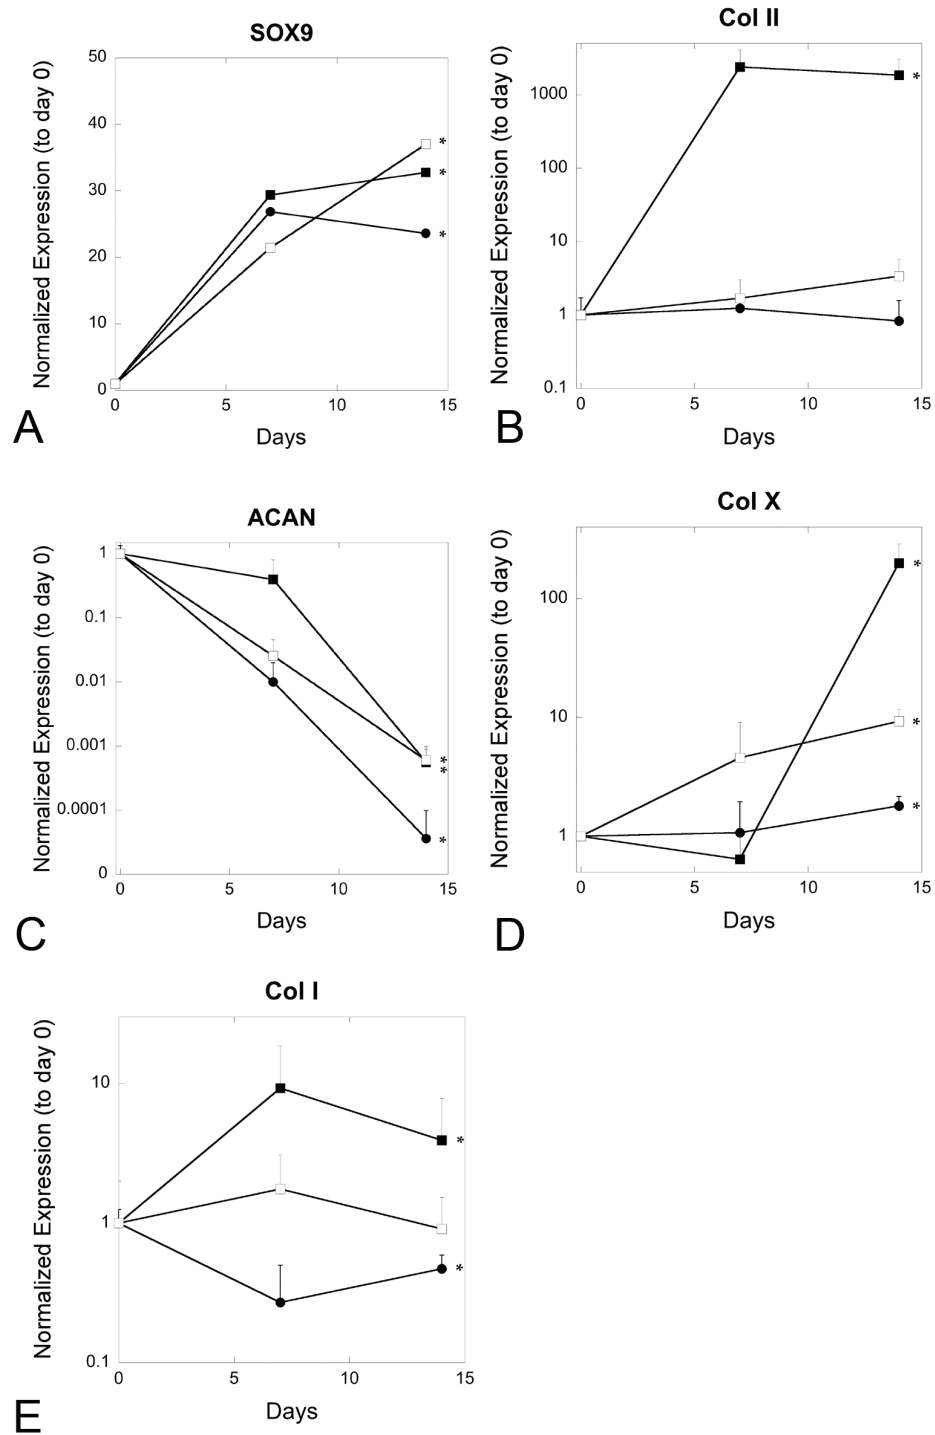 SOX9
Normalized Expression (to day 0)
50
40
30
20
10
0
0 5 10 15
Days
* * *
A
Col II
Normalized Expression (to day 0)
1000
100
10
1
0.1
0 5 10 15
Days
*
B
ACAN
Normalized Expression (to day 0)
1
0.1
0.01
0.001
0.0001
0
0 5 10 15
Days
* * *
C
Col X
Normalized Expression (to day 0)
100
10
1
0 5 10 15
Days
* * *
D
Col I
Normalized Expression (to day 0)
10
1
0.1
0 5 10 15
Days
* *
E